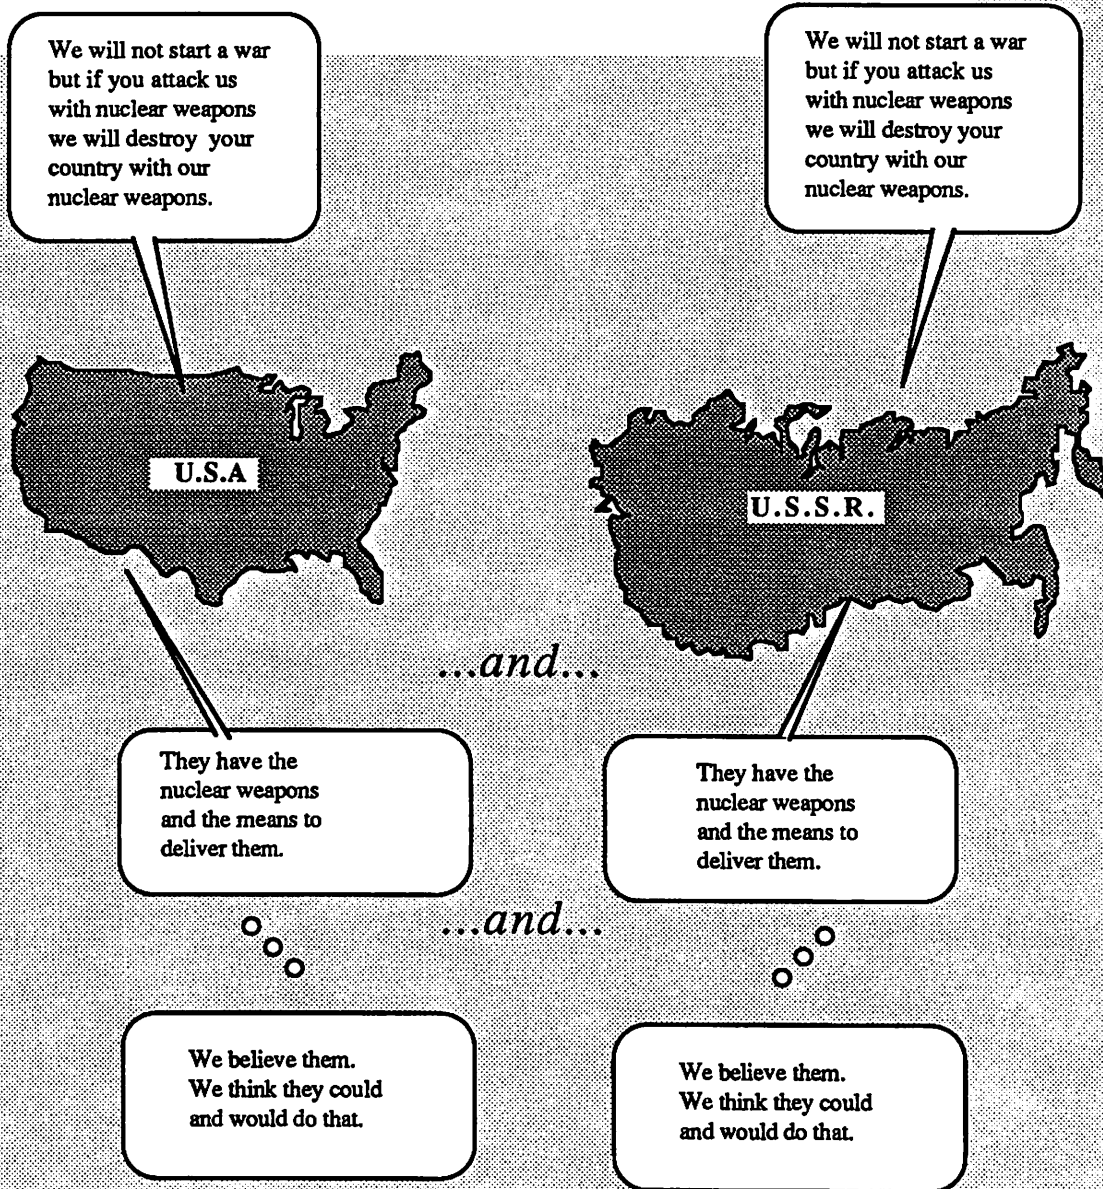 We will not start a war
but if you attack us
with nuclear weapons
we will destroy your
country with our
nuclear weapons.
We will not start a war
but if you attack us
with nuclear weapons
we will destroy your
country with our
nuclear weapons.
U.S.A
U.S.S.R.
...and...
They have the
nuclear weapons
and the means to
deliver them.
They have the
nuclear weapons
and the means to
deliver them.
...and...
We believe them.
We think they could
and would do that.
We believe them.
We think they could
and would do that.